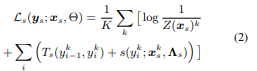 $\mathcal{L}_s(\boldsymbol{y}_s; \boldsymbol{x}_s, \Theta) = \frac{1}{K} \sum_k \big[ \log \frac{1}{Z(\boldsymbol{x}_s^k)}$
$+ \sum_i \Big( T_s(y_{i-1}^k, y_i^k) + s(y_i^k; \boldsymbol{x}_s^k, \boldsymbol{\Lambda}_s) \Big) \big]$ (2)